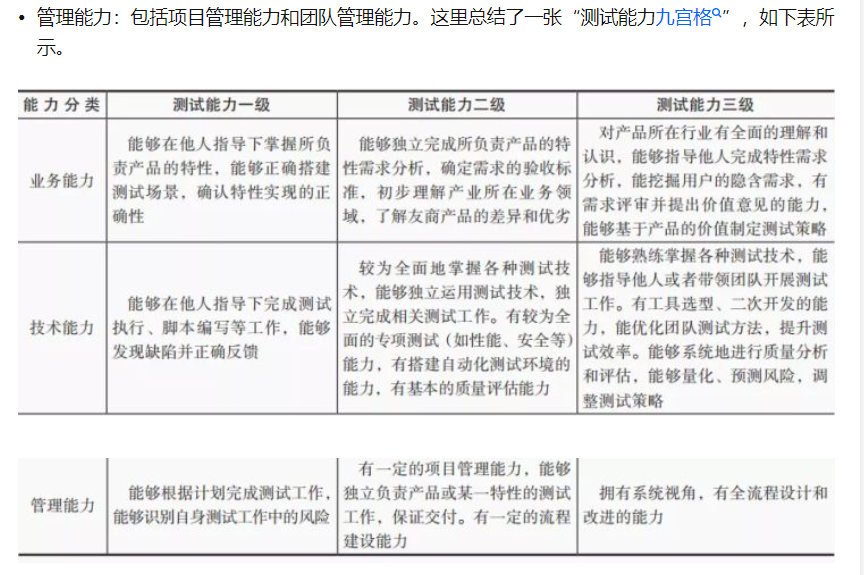 • 管理能力：包括项目管理能力和团队管理能力。这里总结了一张“测试能力九宫格”，如下表所
示。
能力分类 测试能力一级 测试能力二级 测试能力三级
业务能力
能够在他人指导下掌握所负
责产品的特性，能够正确搭建
测试场景，确认特性实现的正
确性
能够独立完成所负责产品的特
性需求分析，确定需求的验收标
准，初步理解产业所在业务领
域，了解友商产品的差异和优劣
对产品所在行业有全面的理解和
认识，能够指导他人完成特性需求
分析，能挖掘用户的隐含需求，有
需求评审并提出价值意见的能力，
能够基于产品的价值制定测试策略
技术能力
能够在他人指导下完成测试
执行、脚本编写等工作，能够
发现缺陷并正确反馈
较为全面地掌握各种测试技
术，能够独立运用测试技术，独
立完成相关测试工作。有较为全
面的专项测试（如性能、安全等）
能力，有搭建自动化测试环境的
能力，有基本的质量评估能力
能够熟练掌握各种测试技术，能
够指导他人或者带领团队开展测试
工作。有工具选型、二次开发的能
力，能优化团队测试方法，提升测
试效率。能够系统地进行质量分析
和评估，能够量化、预测风险，调
整测试策略
管理能力
能够根据计划完成测试工作，
能够识别自身测试工作中的风险
有一定的项目管理能力，能够
独立负责产品或某一特性的测试
工作，保证交付。有一定的流程
建设能力
拥有系统视角，有全流程设计和
改进的能力